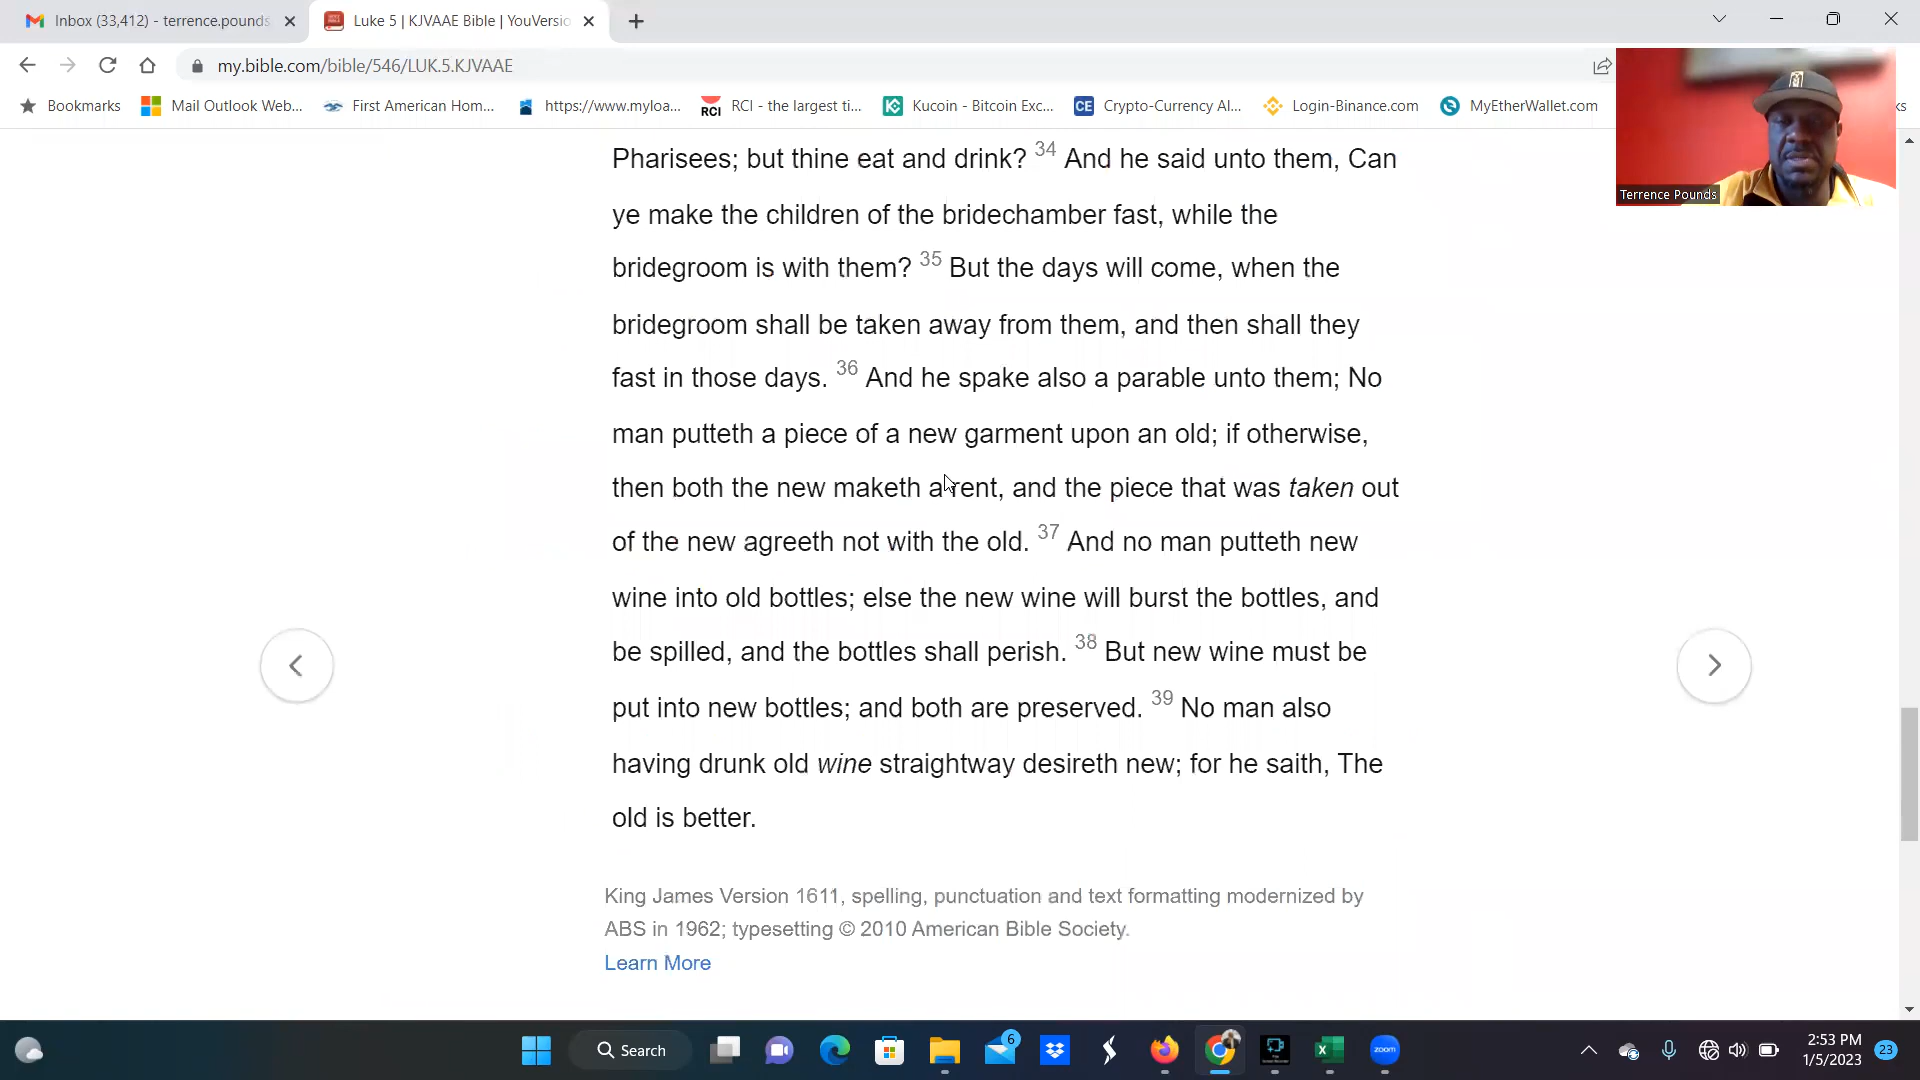 Inbox (33,412) - terrence.pounds
Luke 5 | KJVAAE Bible | YouVersio
my.bible.com/bible/546/LUK.5.KJVAAE
Bookmarks
Mail Outlook Web...
First American Hom...
https://www.myloa...
RCI
RCI - the largest ti...
Kucoin - Bitcoin Exc...
CE
Crypto-Currency Al...
Login-Binance.com
MyEtherWallet.com
ks
Terrence Pounds
Pharisees; but thine eat and drink? 34 And he said unto them, Can
ye make the children of the bridechamber fast, while the
bridegroom is with them? 35 But the days will come, when the
bridegroom shall be taken away from them, and then shall they
fast in those days. 36 And he spake also a parable unto them; No
man putteth a piece of a new garment upon an old; if otherwise,
then both the new maketh a rent, and the piece that was taken out
of the new agreeth not with the old. 37 And no man putteth new
wine into old bottles; else the new wine will burst the bottles, and
be spilled, and the bottles shall perish. 38 But new wine must be
put into new bottles; and both are preserved. 39 No man also
having drunk old wine straightway desireth new; for he saith, The
old is better.
King James Version 1611, spelling, punctuation and text formatting modernized by
ABS in 1962; typesetting © 2010 American Bible Society.
Learn More
Search
6
zoom
2:53 PM
1/5/2023
23